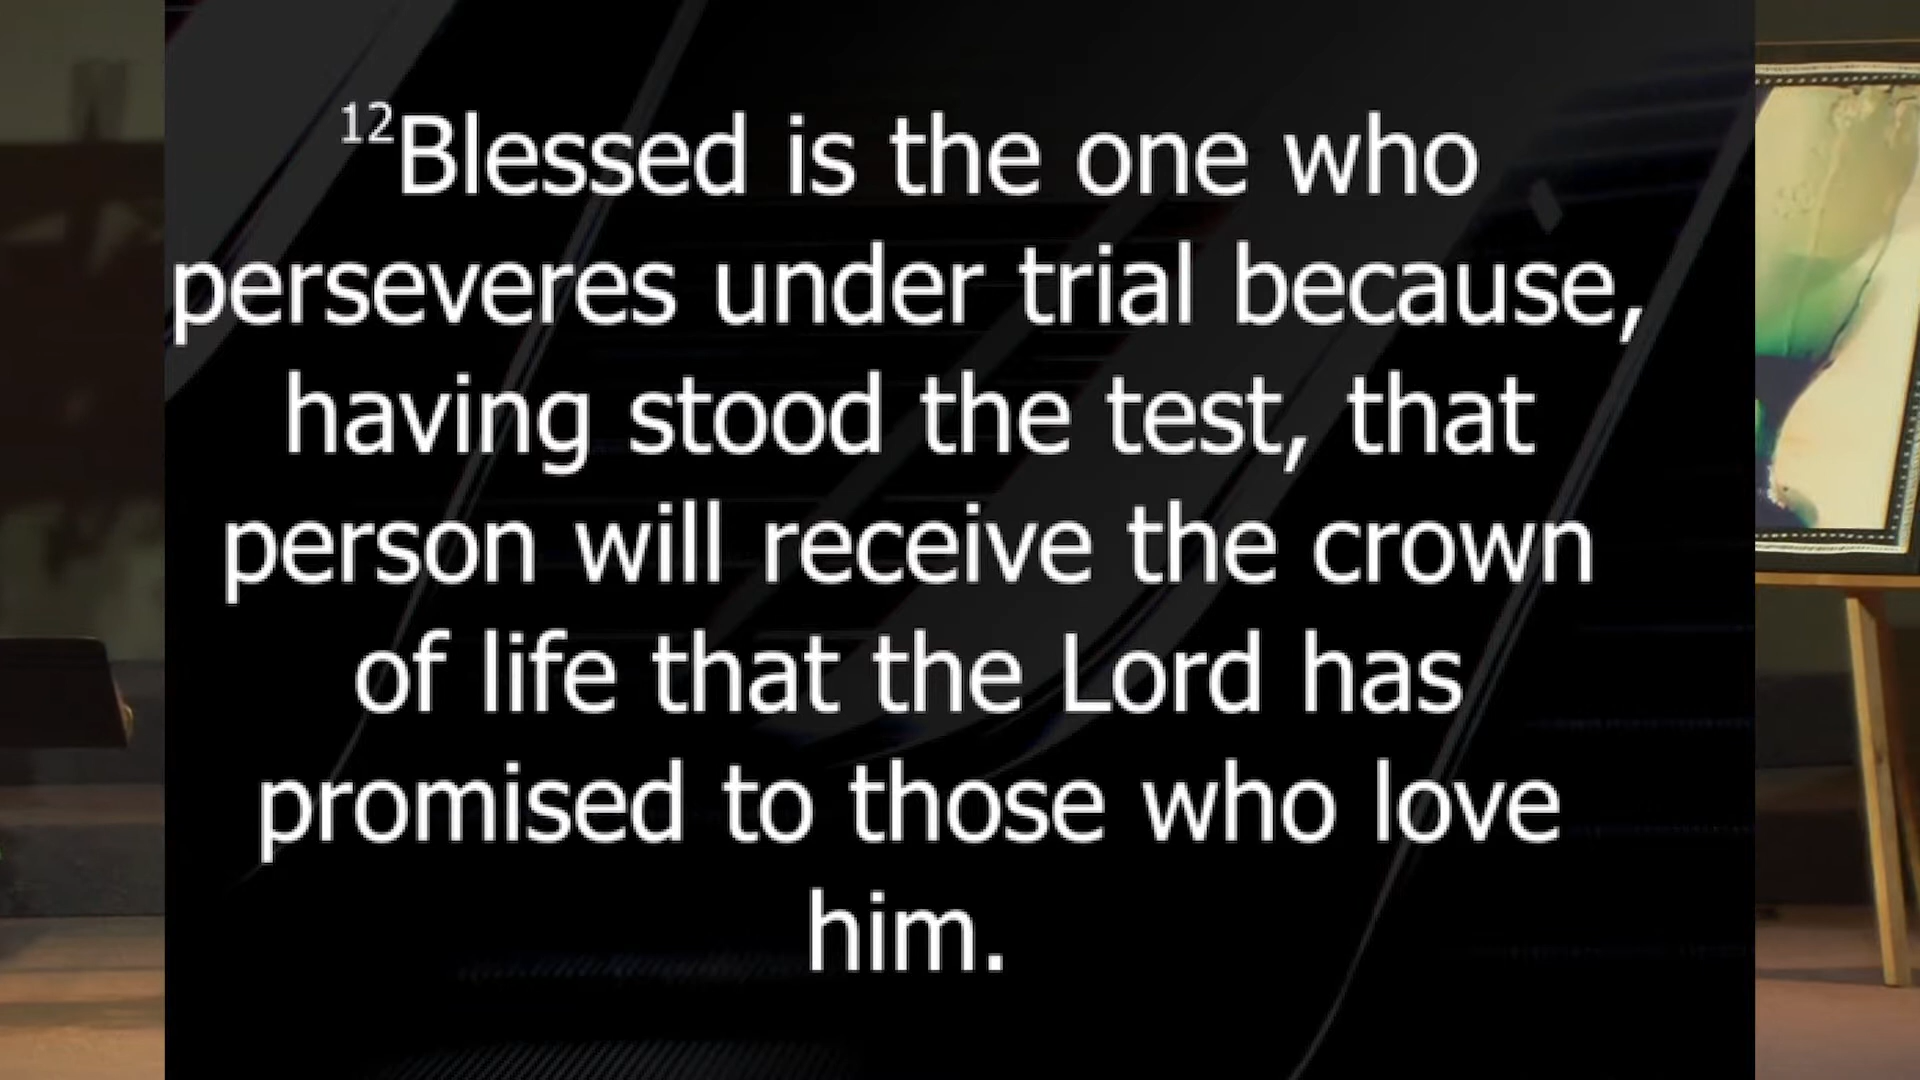 12Blessed is the one who
perseveres under trial because,
having stood the test, that
person will receive the crown
of life that the Lord has
promised to those who love
him.